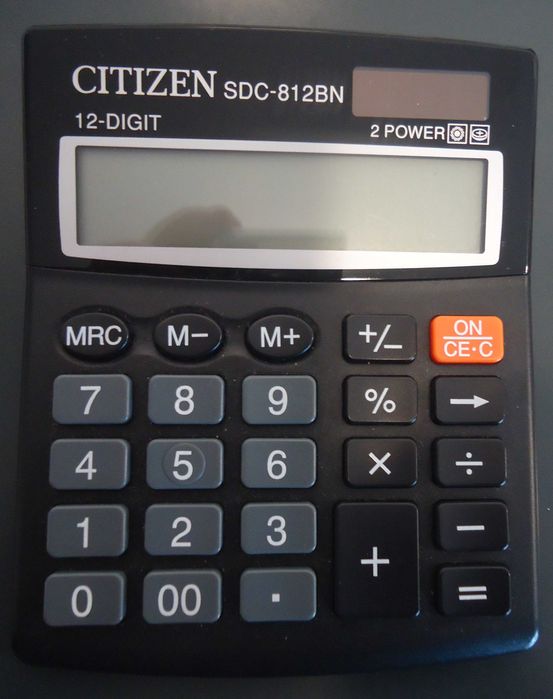 CITIZEN SDC-812BN
12-DIGIT
2 POWER
MRC M− M+ +/− ON
CE·C
7 8 9 % →
4 5 6 × ÷
1 2 3 −
+
0 00 . =